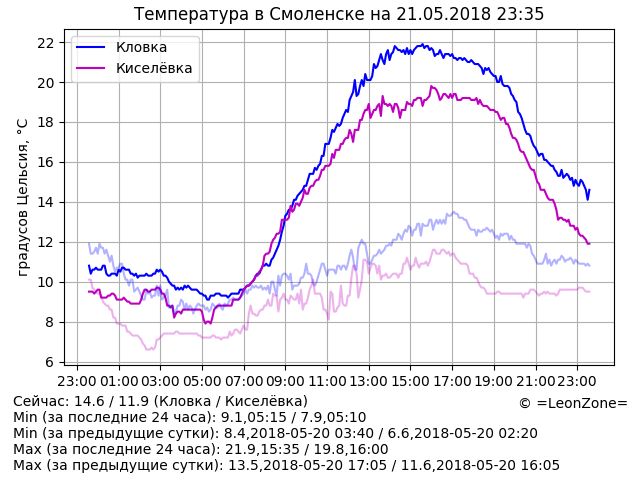 Температура в Смоленске на 21.05.2018 23:35
градусов Цельсия, °C
22
20
18
16
14
12
10
8
6
Кловка
Киселёвка
23:00 01:00 03:00 05:00 07:00 09:00 11:00 13:00 15:00 17:00 19:00 21:00 23:00
Сейчас: 14.6 / 11.9 (Кловка / Киселёвка)
© =LeonZone=
Min (за последние 24 часа): 9.1,05:15 / 7.9,05:10
Min (за предыдущие сутки): 8.4,2018-05-20 03:40 / 6.6,2018-05-20 02:20
Max (за последние 24 часа): 21.9,15:35 / 19.8,16:00
Max (за предыдущие сутки): 13.5,2018-05-20 17:05 / 11.6,2018-05-20 16:05